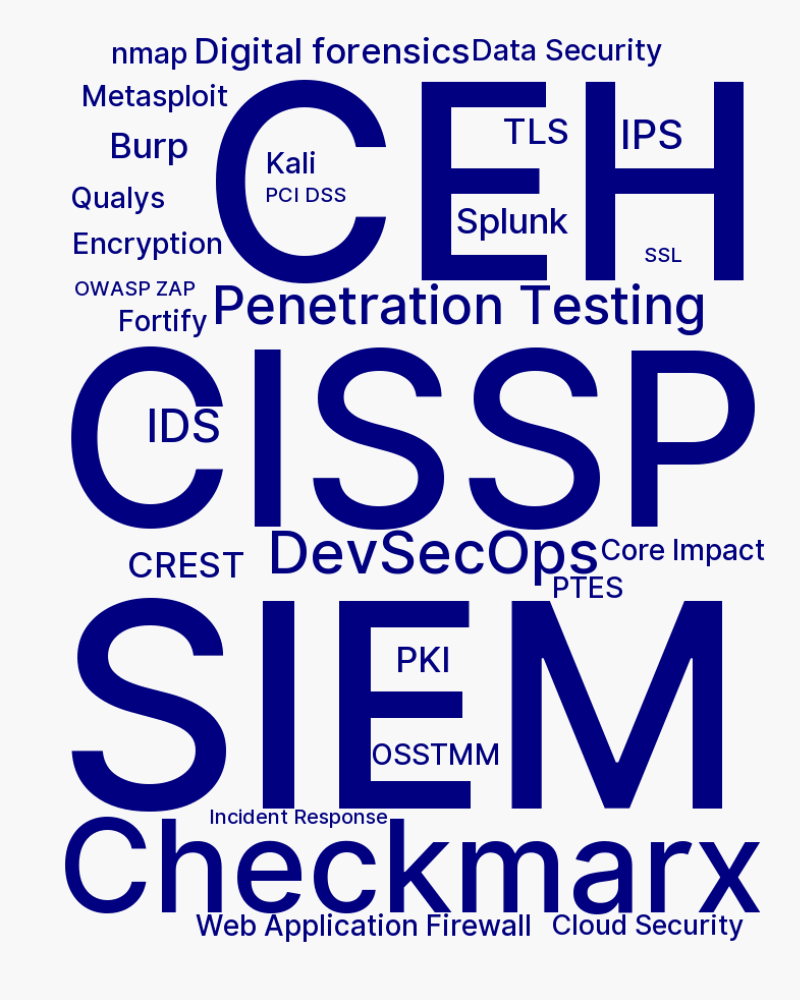 nmap
Digital forensics
Data Security
Metasploit
CEH
Burp
TLS
IPS
Kali
PCI DSS
Qualys
Splunk
Encryption
SSL
OWASP ZAP
Fortify
Penetration Testing
CISSP
IDS
DevSecOps
Core Impact
CREST
PTES
SIEM
PKI
OSSTMM
Incident Response
Checkmarx
Web Application Firewall
Cloud Security